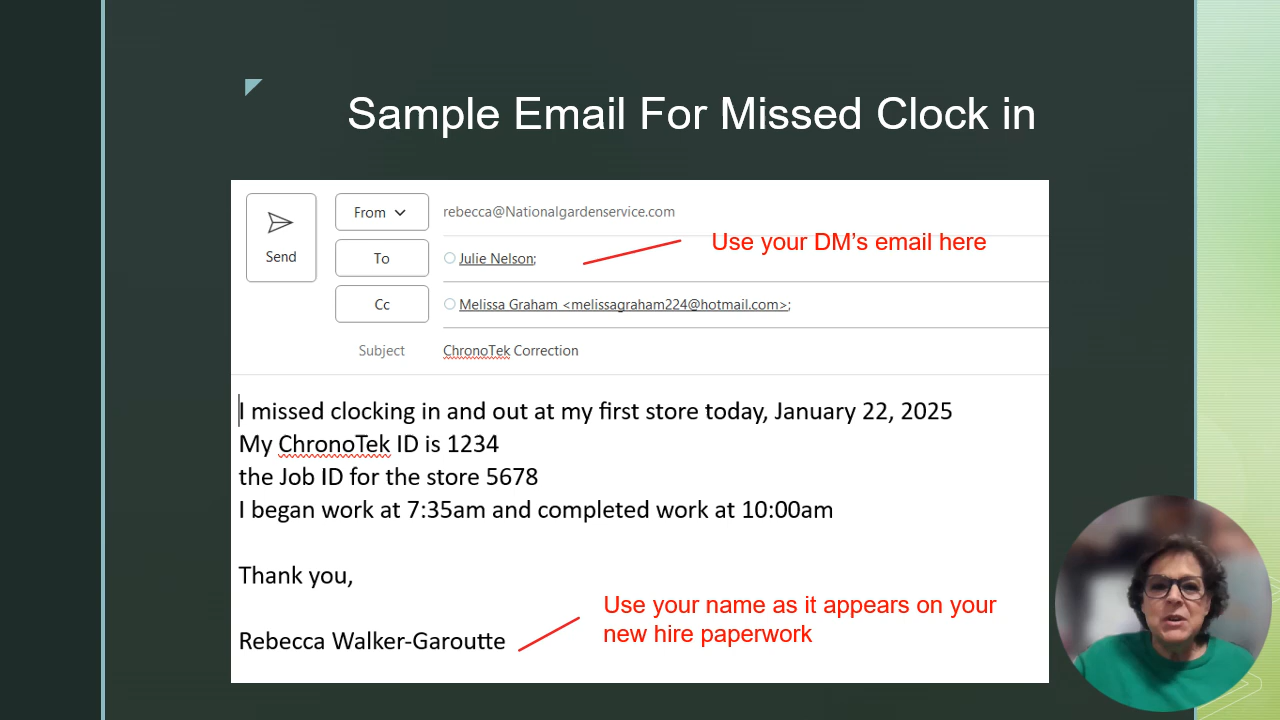 Sample Email For Missed Clock in
Send
From
rebecca@Nationalgardenservice.com
Use your DM's email here
To
Julie Nelson;
Cc
Melissa Graham <melissagraham224@hotmail.com>;
Subject
ChronoTek Correction
I missed clocking in and out at my first store today, January 22, 2025
My ChronoTek ID is 1234
the Job ID for the store 5678
I began work at 7:35am and completed work at 10:00am
Thank you,
Use your name as it appears on your
new hire paperwork
Rebecca Walker-Garoutte